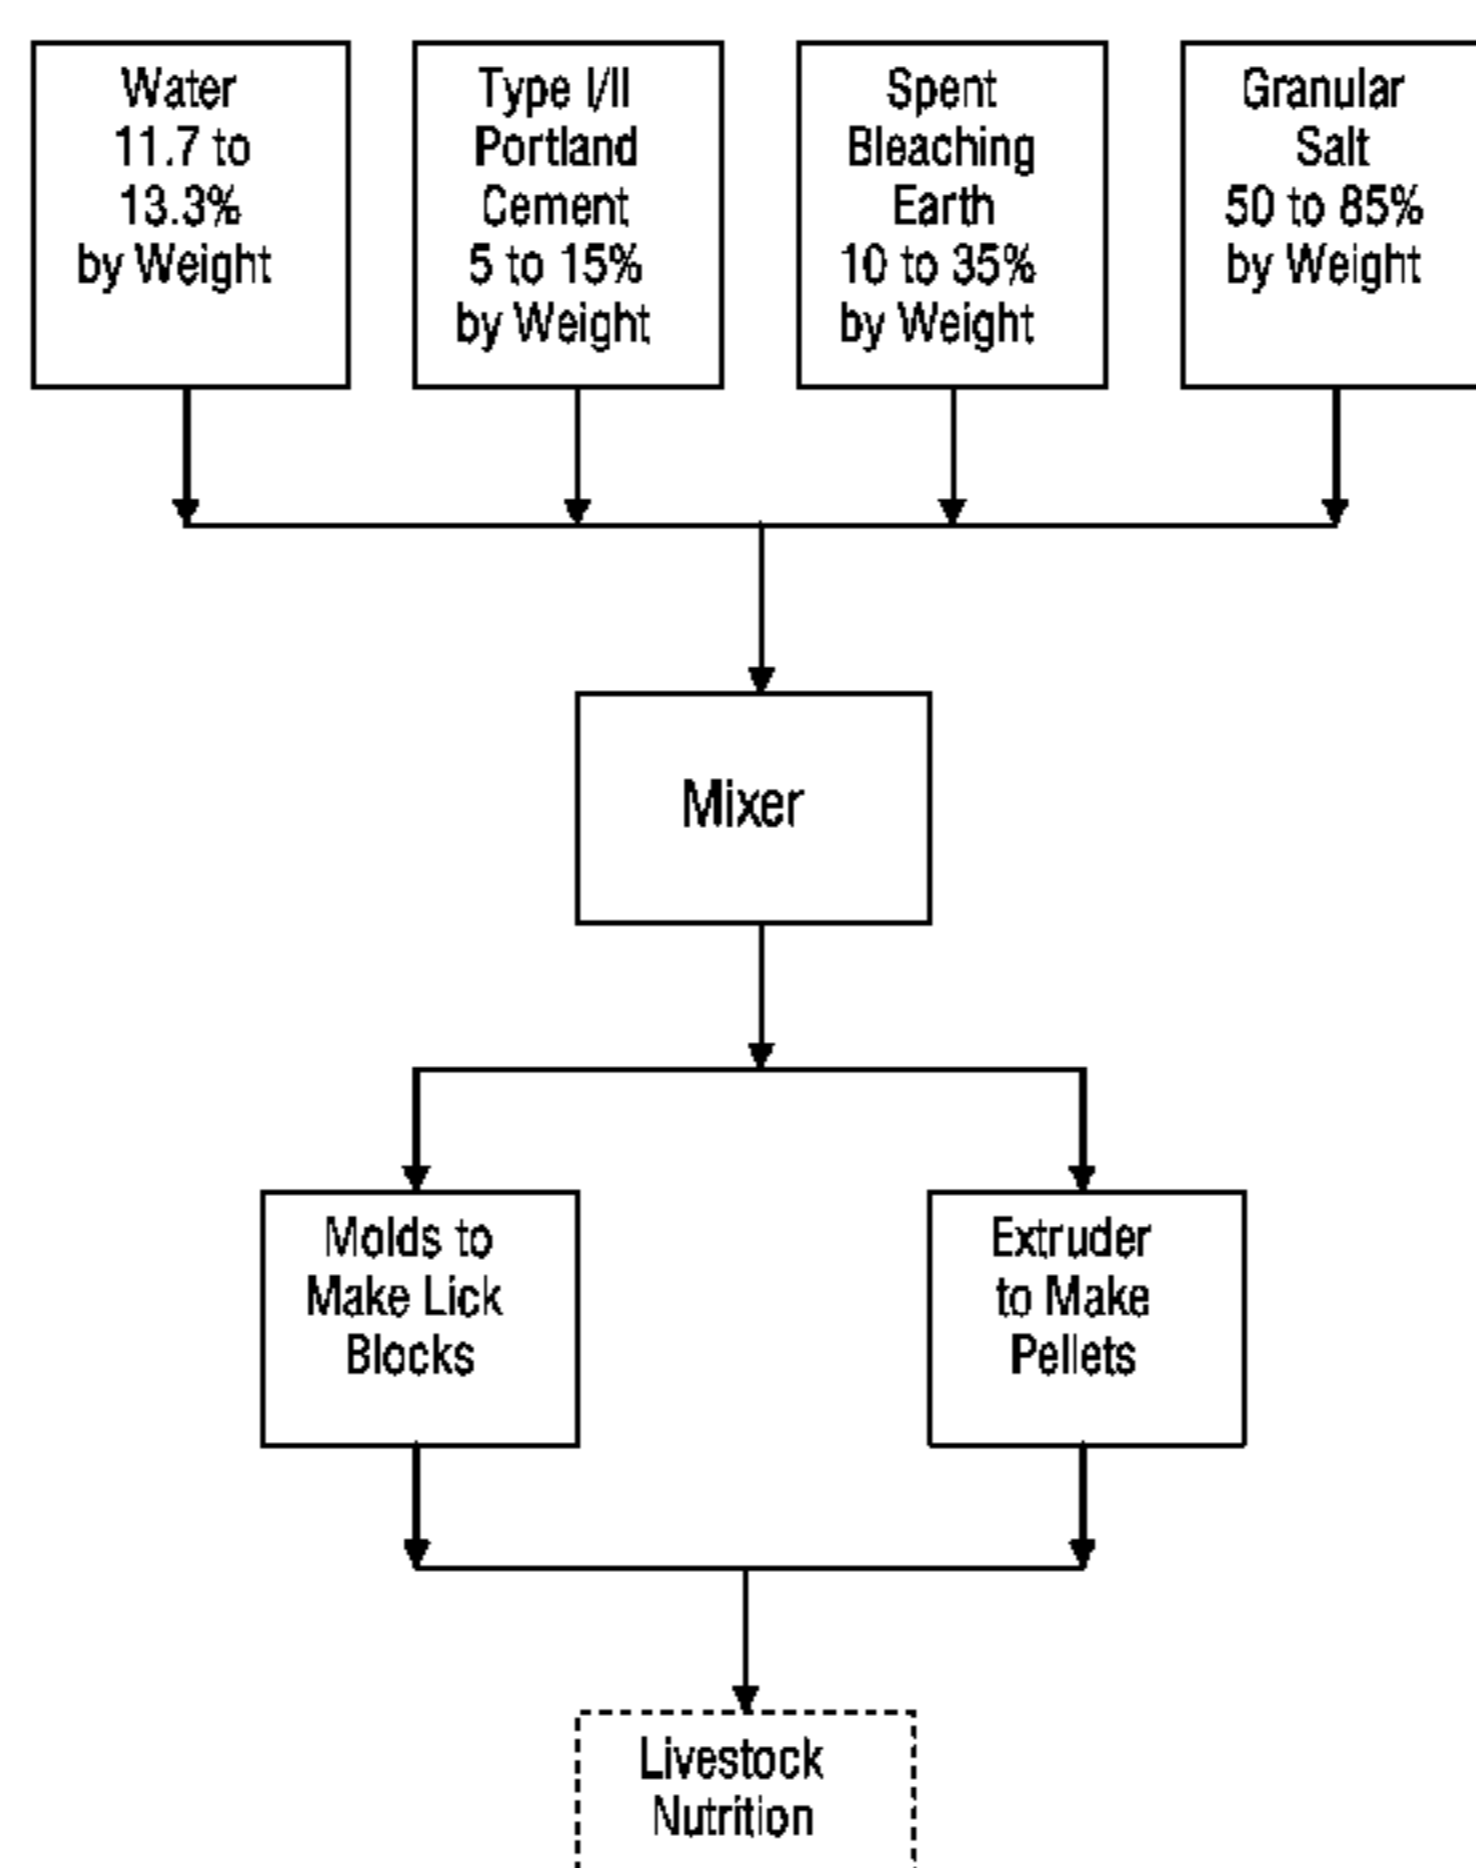 Water
11.7 to
13.3%
by Weight
Type I/II
Portland
Cement
5 to 15%
by Weight
Spent
Bleaching
Earth
10 to 35%
by Weight
Granular
Salt
50 to 85%
by Weight
Mixer
Molds to
Make Lick
Blocks
Extruder
to Make
Pellets
Livestock
Nutrition